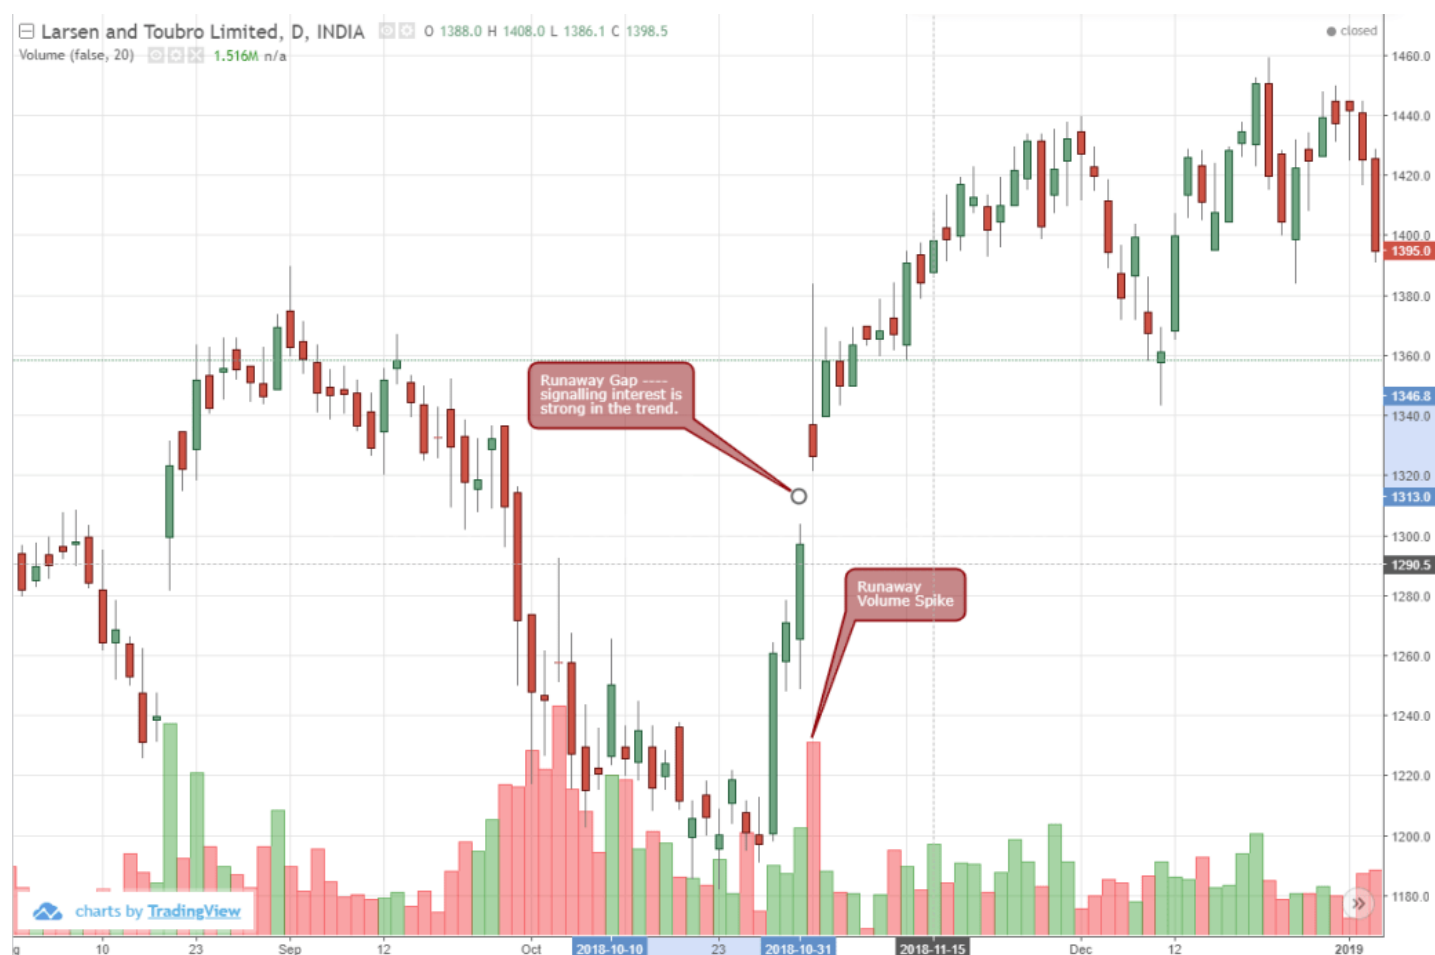 Larsen and Toubro Limited, D, INDIA O 1388.0 H 1408.0 L 1386.1 C 1398.5
closed
Volume (false, 20) 1.516M n/a
1460.0
1440.0
1420.0
1400.0
1395.0
1380.0
1360.0
1346.8
1340.0
1320.0
1313.0
1300.0
1290.5
1280.0
1260.0
1240.0
1220.0
1200.0
1180.0
Runaway Gap ----
signalling interest is
strong in the trend.
Runaway
Volume Spike
charts by TradingView
g 10 23 Sep 12 Oct 2018-10-10 23 2018-10-31 2018-11-15 Dec 12 2019